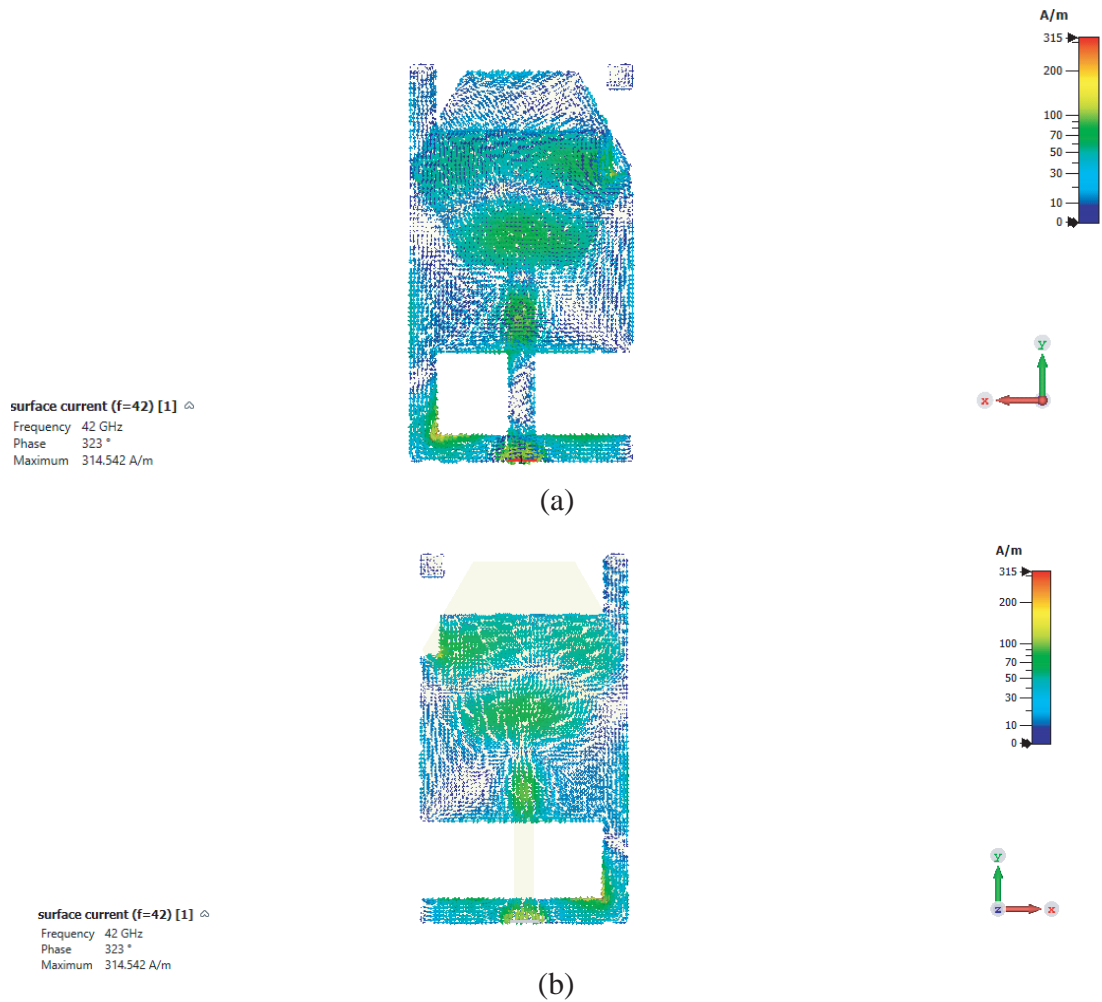 A/m
315
200
100
70
50
30
10
0
y
x
surface current (f=42) [1]
Frequency 42 GHz
Phase 323 °
Maximum 314.542 A/m
(a)
A/m
315
200
100
70
50
30
10
0
y
z x
surface current (f=42) [1]
Frequency 42 GHz
Phase 323 °
Maximum 314.542 A/m
(b)